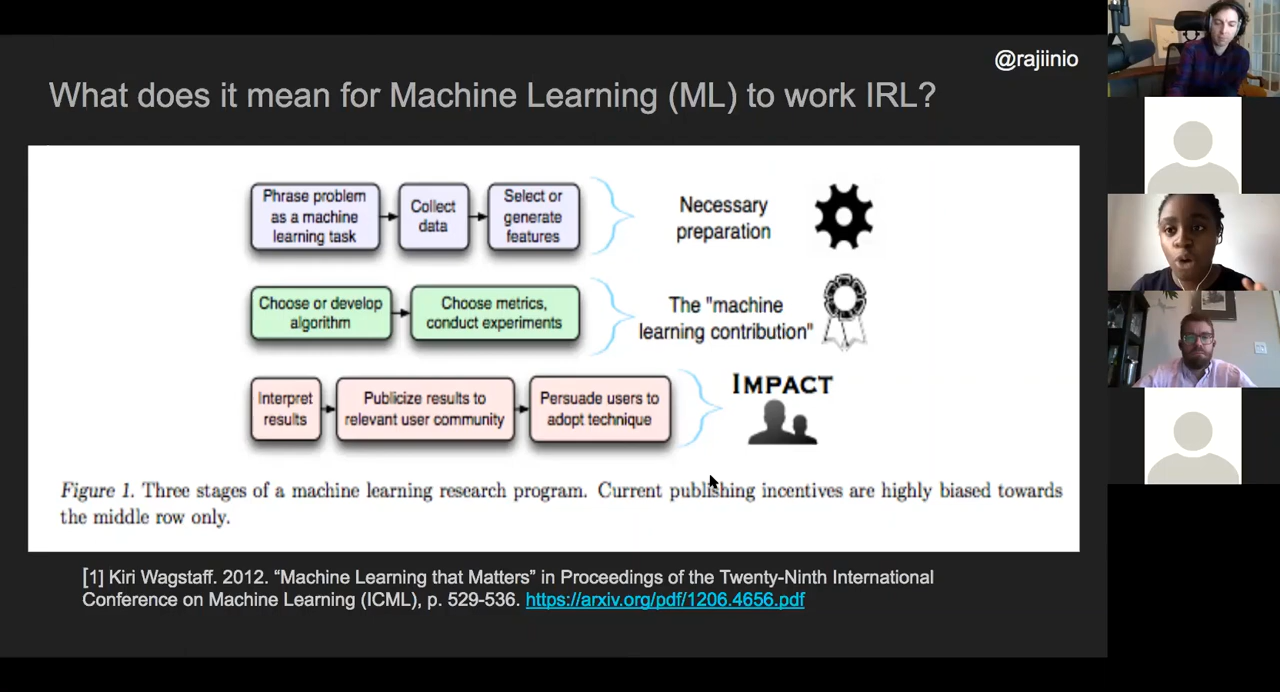 @rajiinio
What does it mean for Machine Learning (ML) to work IRL?
Phrase problem
as a machine
learning task
Collect
data
Select or
generate
features
Necessary
preparation
Choose or develop
algorithm
Choose metrics,
conduct experiments
The "machine
learning contribution"
Interpret
results
Publicize results to
relevant user community
Persuade users to
adopt technique
IMPACT
Figure 1. Three stages of a machine learning research program. Current publishing incentives are highly biased towards
the middle row only.
[1] Kiri Wagstaff. 2012. “Machine Learning that Matters” in Proceedings of the Twenty-Ninth International
Conference on Machine Learning (ICML), p. 529-536. https://arxiv.org/pdf/1206.4656.pdf